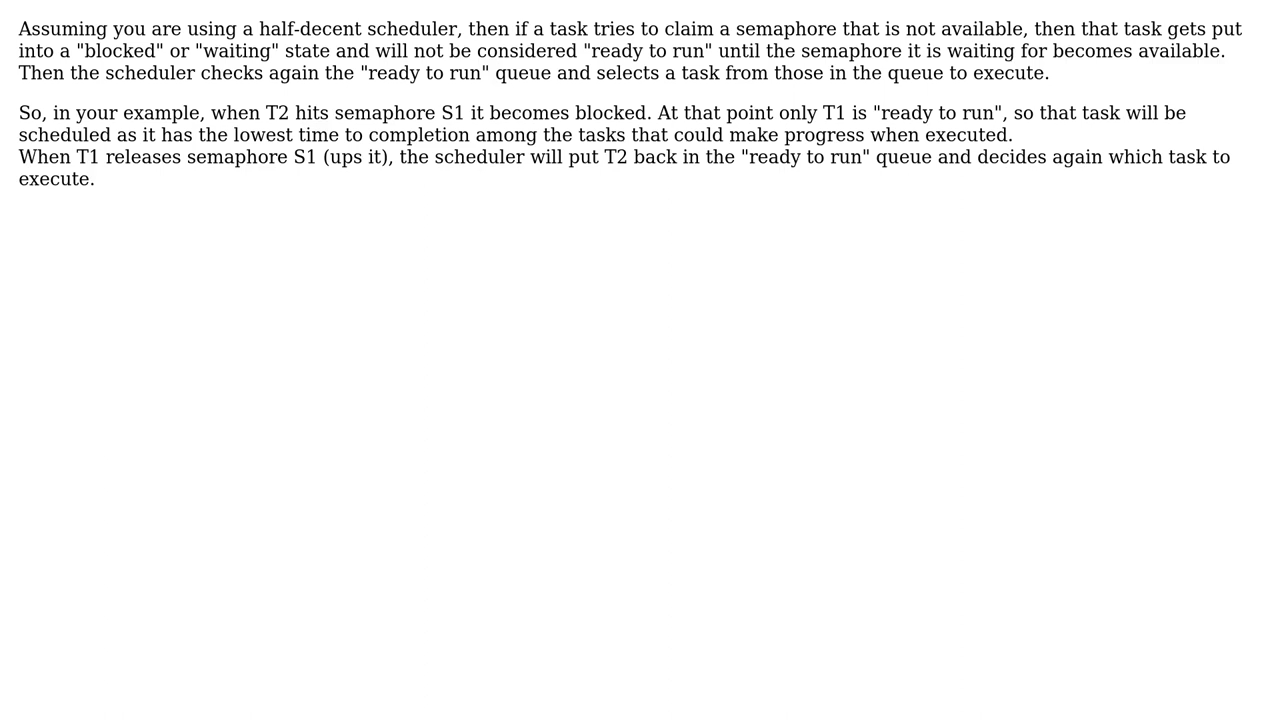 Assuming you are using a half-decent scheduler, then if a task tries to claim a semaphore that is not available, then that task gets put
into a "blocked" or "waiting" state and will not be considered "ready to run" until the semaphore it is waiting for becomes available.
Then the scheduler checks again the "ready to run" queue and selects a task from those in the queue to execute.
So, in your example, when T2 hits semaphore S1 it becomes blocked. At that point only T1 is "ready to run", so that task will be
scheduled as it has the lowest time to completion among the tasks that could make progress when executed.
When T1 releases semaphore S1 (ups it), the scheduler will put T2 back in the "ready to run" queue and decides again which task to
execute.